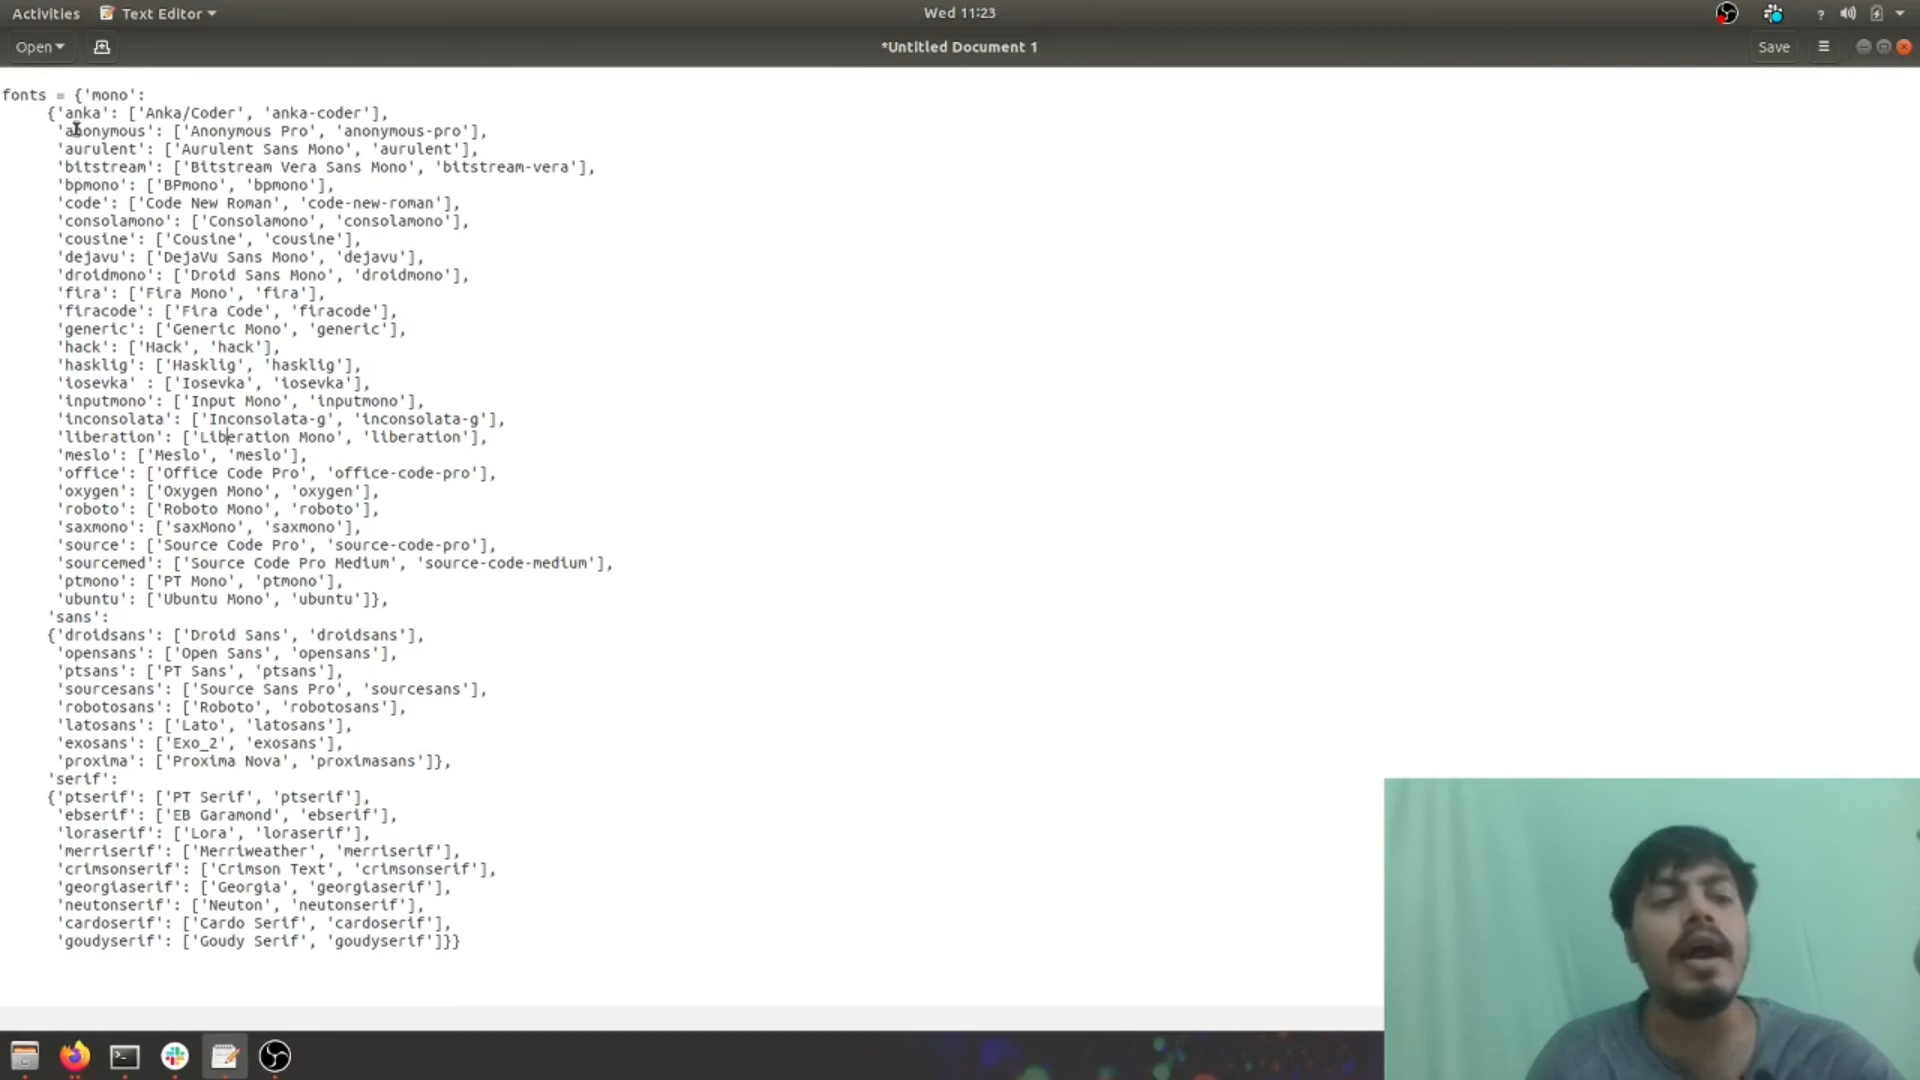 Activities Text Editor Wed 11:23 ?
Open *Untitled Document 1 Save
fonts = {'mono':
{'anka': ['Anka/Coder', 'anka-coder'],
'anonymous': ['Anonymous Pro', 'anonymous-pro'],
'aurulent': ['Aurulent Sans Mono', 'aurulent'],
'bitstream': ['Bitstream Vera Sans Mono', 'bitstream-vera'],
'bpmono': ['BPmono', 'bpmono'],
'code': ['Code New Roman', 'code-new-roman'],
'consolamono': ['Consolamono', 'consolamono'],
'cousine': ['Cousine', 'cousine'],
'dejavu': ['DejaVu Sans Mono', 'dejavu'],
'droidmono': ['Droid Sans Mono', 'droidmono'],
'fira': ['Fira Mono', 'fira'],
'firacode': ['Fira Code', 'firacode'],
'generic': ['Generic Mono', 'generic'],
'hack': ['Hack', 'hack'],
'hasklig': ['Hasklig', 'hasklig'],
'iosevka' : ['Iosevka', 'iosevka'],
'inputmono': ['Input Mono', 'inputmono'],
'inconsolata': ['Inconsolata-g', 'inconsolata-g'],
'liberation': ['Liberation Mono', 'liberation'],
'meslo': ['Meslo', 'meslo'],
'office': ['Office Code Pro', 'office-code-pro'],
'oxygen': ['Oxygen Mono', 'oxygen'],
'roboto': ['Roboto Mono', 'roboto'],
'saxmono': ['saxMono', 'saxmono'],
'source': ['Source Code Pro', 'source-code-pro'],
'sourcemed': ['Source Code Pro Medium', 'source-code-medium'],
'ptmono': ['PT Mono', 'ptmono'],
'ubuntu': ['Ubuntu Mono', 'ubuntu']},
'sans':
{'droidsans': ['Droid Sans', 'droidsans'],
'opensans': ['Open Sans', 'opensans'],
'ptsans': ['PT Sans', 'ptsans'],
'sourcesans': ['Source Sans Pro', 'sourcesans'],
'robotosans': ['Roboto', 'robotosans'],
'latosans': ['Lato', 'latosans'],
'exosans': ['Exo_2', 'exosans'],
'proxima': ['Proxima Nova', 'proximasans']},
'serif':
{'ptserif': ['PT Serif', 'ptserif'],
'ebserif': ['EB Garamond', 'ebserif'],
'loraserif': ['Lora', 'loraserif'],
'merriserif': ['Merriweather', 'merriserif'],
'crimsonserif': ['Crimson Text', 'crimsonserif'],
'georgiaserif': ['Georgia', 'georgiaserif'],
'neutonserif': ['Neuton', 'neutonserif'],
'cardoserif': ['Cardo Serif', 'cardoserif'],
'goudyserif': ['Goudy Serif', 'goudyserif']}}